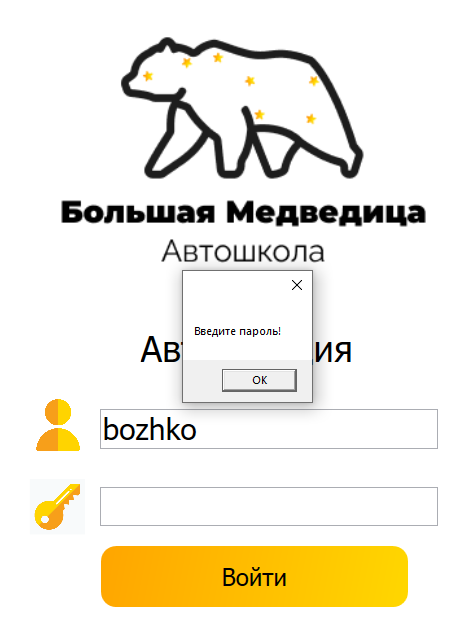 Большая Медведица
Автошкола
Введите пароль!
OK
bozhko
Войти